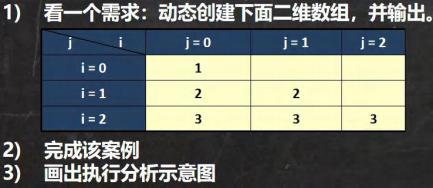 1) 看一个需求：动态创建下面二维数组，并输出。
j i j = 0 j = 1 j = 2
i = 0 1
i = 1 2 2
i = 2 3 3 3
2) 完成该案例
3) 画出执行分析示意图